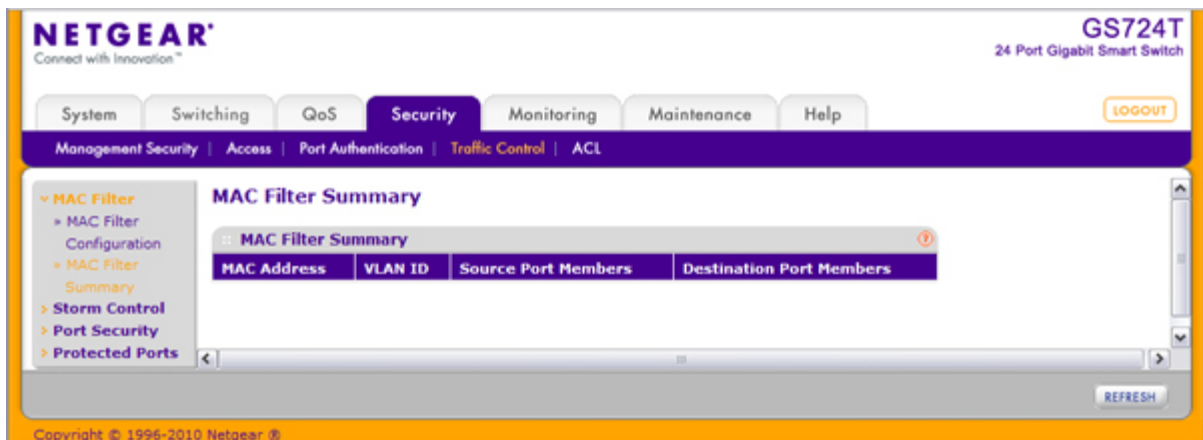 NETGEAR®
Connect with Innovation™
GS724T
24 Port Gigabit Smart Switch
System
Switching
QoS
Security
Monitoring
Maintenance
Help
LOGOUT
Management Security | Access | Port Authentication | Traffic Control | ACL
MAC Filter
» MAC Filter
Configuration
» MAC Filter
Summary
Storm Control
Port Security
Protected Ports
MAC Filter Summary
MAC Filter Summary
?
MAC Address VLAN ID Source Port Members Destination Port Members
REFRESH
Copyright © 1996-2010 Netgear ®